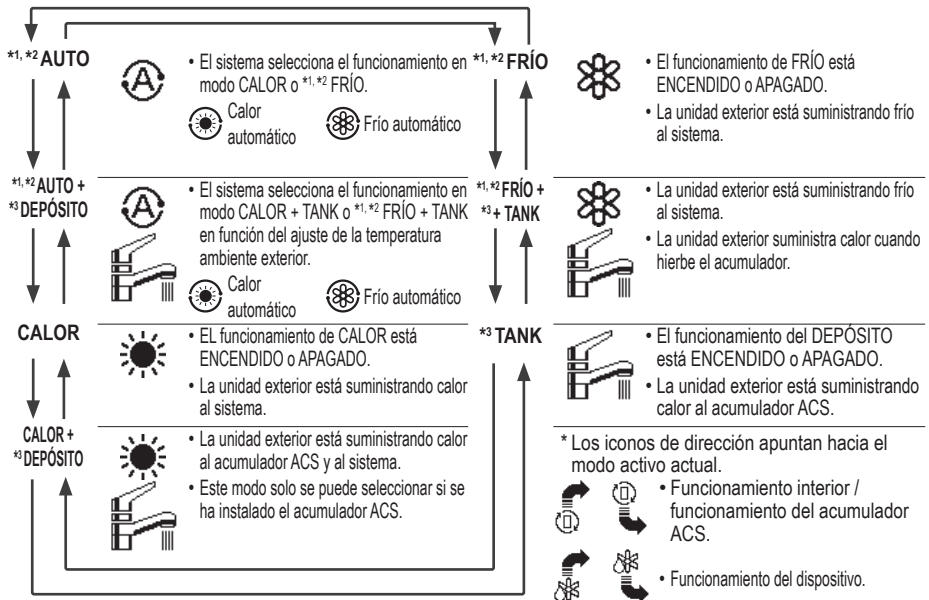 *1, *2 AUTO
• El sistema selecciona el funcionamiento en
modo CALOR o *1, *2 FRÍO.
Calor
automático
Frío automático
*1, *2 AUTO +
*3 DEPÓSITO
• El sistema selecciona el funcionamiento en
modo CALOR + TANK o *1, *2 FRÍO + TANK
en función del ajuste de la temperatura
ambiente exterior.
Calor
automático
Frío automático
CALOR
• EL funcionamiento de CALOR está
ENCENDIDO o APAGADO.
• La unidad exterior está suministrando calor
al sistema.
CALOR +
*3 DEPÓSITO
• La unidad exterior está suministrando calor
al acumulador ACS y al sistema.
• Este modo solo se puede seleccionar si se
ha instalado el acumulador ACS.
*1, *2 FRÍO
• El funcionamiento de FRÍO está
ENCENDIDO o APAGADO.
• La unidad exterior está suministrando frío
al sistema.
*1, *2 FRÍO +
*3 + TANK
• La unidad exterior está suministrando frío
al sistema.
• La unidad exterior suministra calor cuando
hierbe el acumulador.
*3 TANK
• El funcionamiento del DEPÓSITO
está ENCENDIDO o APAGADO.
• La unidad exterior está suministrando
calor al acumulador ACS.
* Los iconos de dirección apuntan hacia el
modo activo actual.
• Funcionamiento interior /
funcionamiento del acumulador
ACS.
• Funcionamiento del dispositivo.